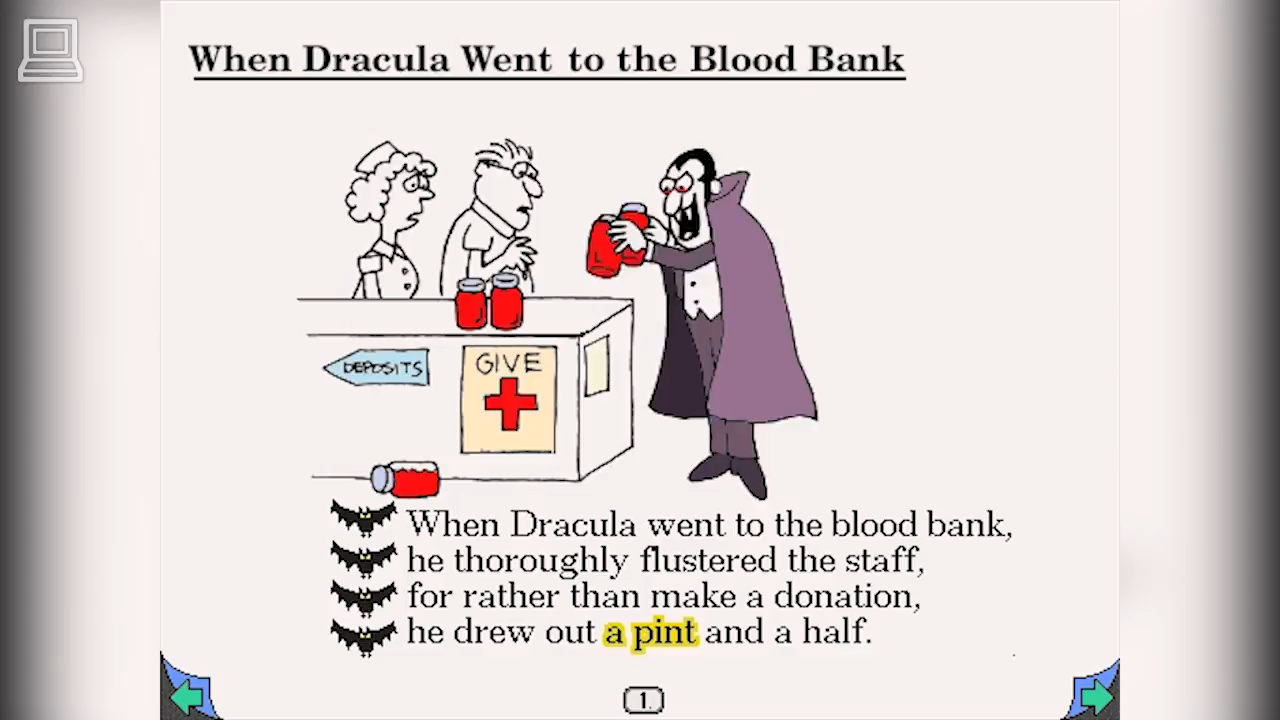 When Dracula Went to the Blood Bank
DEPOSITS
GIVE
When Dracula went to the blood bank,
he thoroughly flustered the staff,
for rather than make a donation,
he drew out a pint and a half.
1